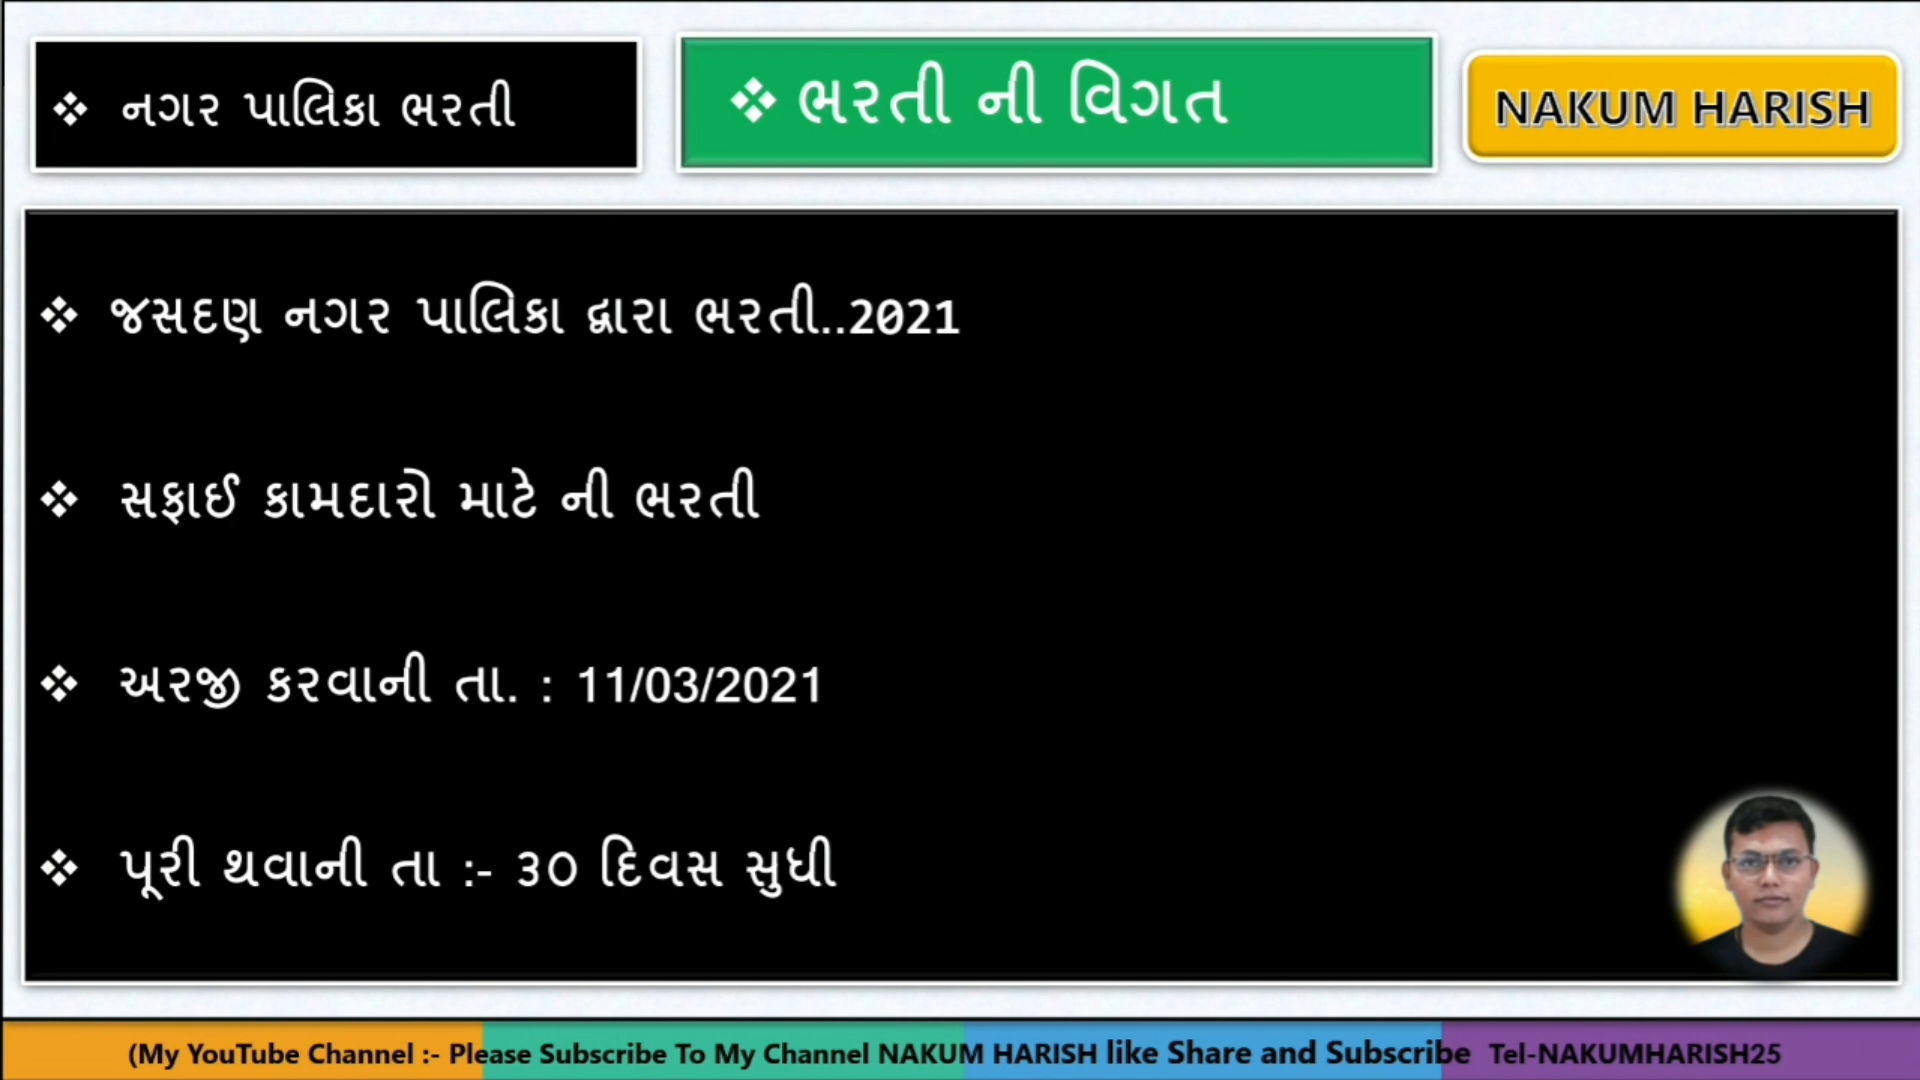 ❖ નગર પાલિકા ભરતી
❖ ભરતી ની વિગત
NAKUM HARISH
❖ જસદણ નગર પાલિકા દ્વારા ભરતી..2021
❖ સફાઈ કામદારો માટે ની ભરતી
❖ અરજી કરવાની તા. : 11/03/2021
❖ પૂરી થવાની તા :- ૩૦ દિવસ સુધી
(My YouTube Channel :- Please Subscribe To My Channel NAKUM HARISH like Share and Subscribe Tel-NAKUMHARISH25